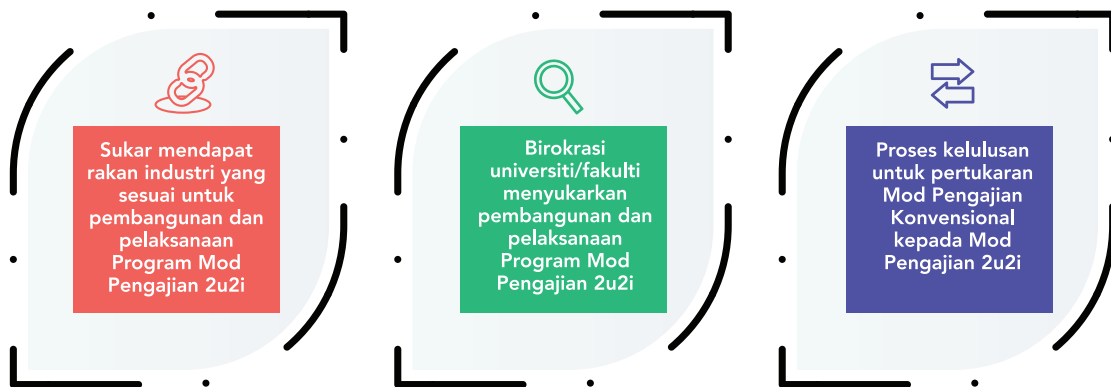 Sukar mendapat
rakan industri yang
sesuai untuk
pembangunan dan
pelaksanaan
Program Mod
Pengajian 2u2i
Birokrasi
universiti/fakulti
menyukarkan
pembangunan dan
pelaksanaan
Program Mod
Pengajian 2u2i
Proses kelulusan
untuk pertukaran
Mod Pengajian
Konvensional
kepada Mod
Pengajian 2u2i